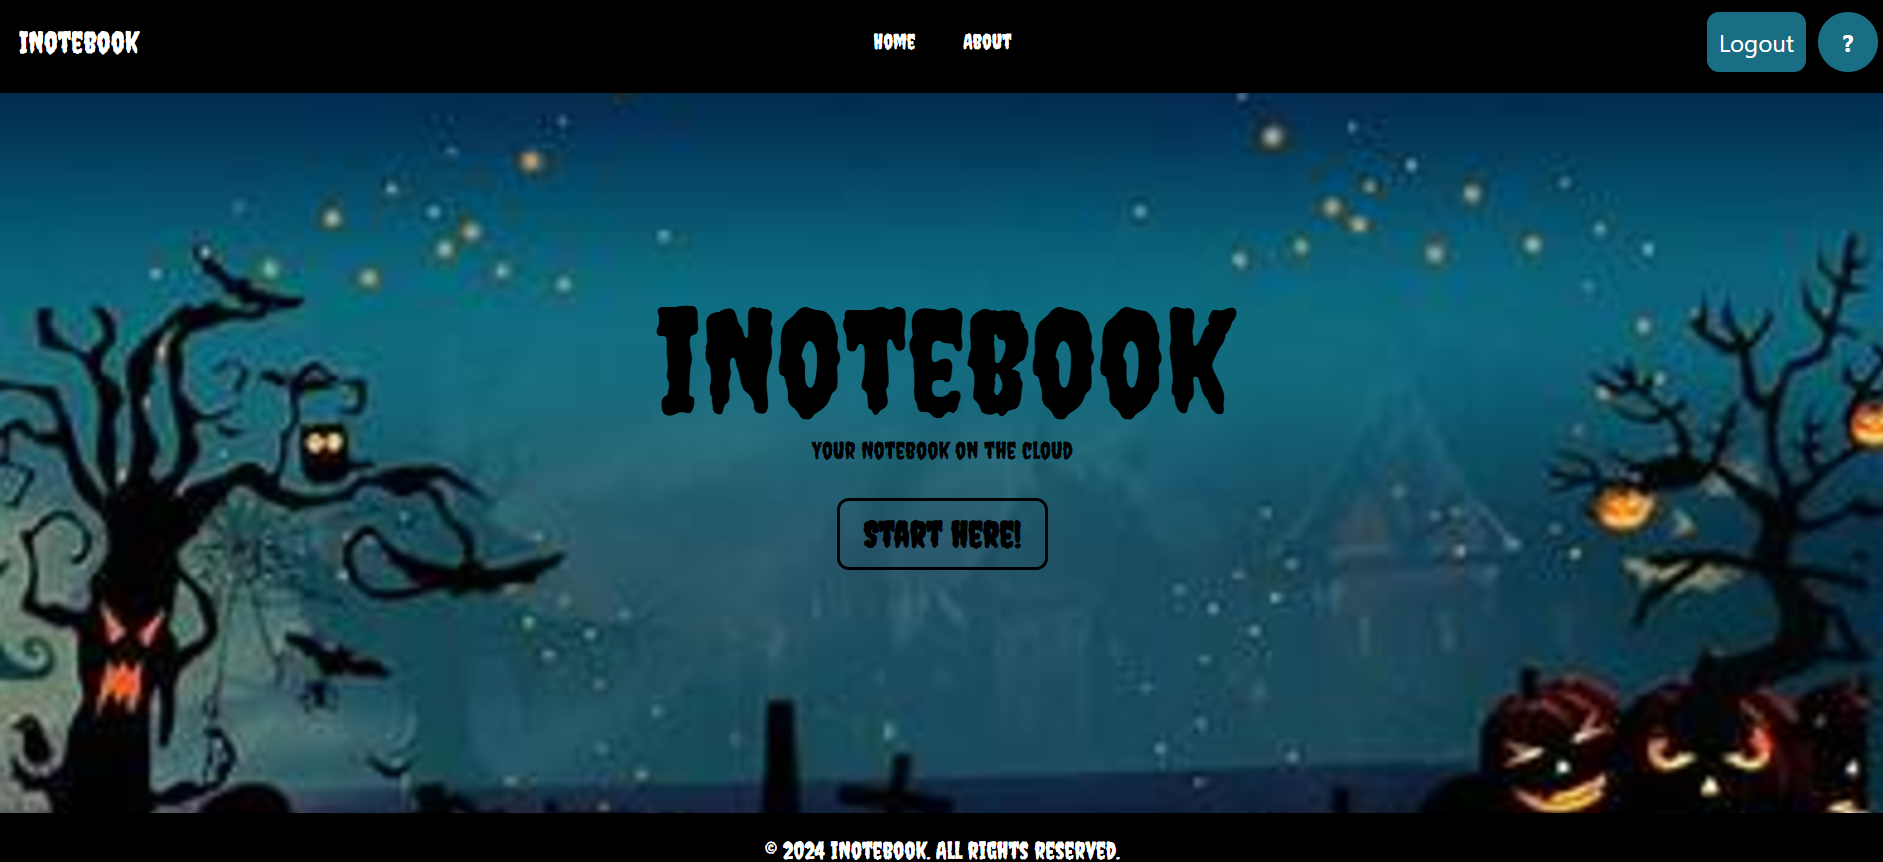 INOTEBOOK
HOME ABOUT
Logout ?
INOTEBOOK
YOUR NOTEBOOK ON THE CLOUD
START HERE!
© 2024 INOTEBOOK. ALL RIGHTS RESERVED.